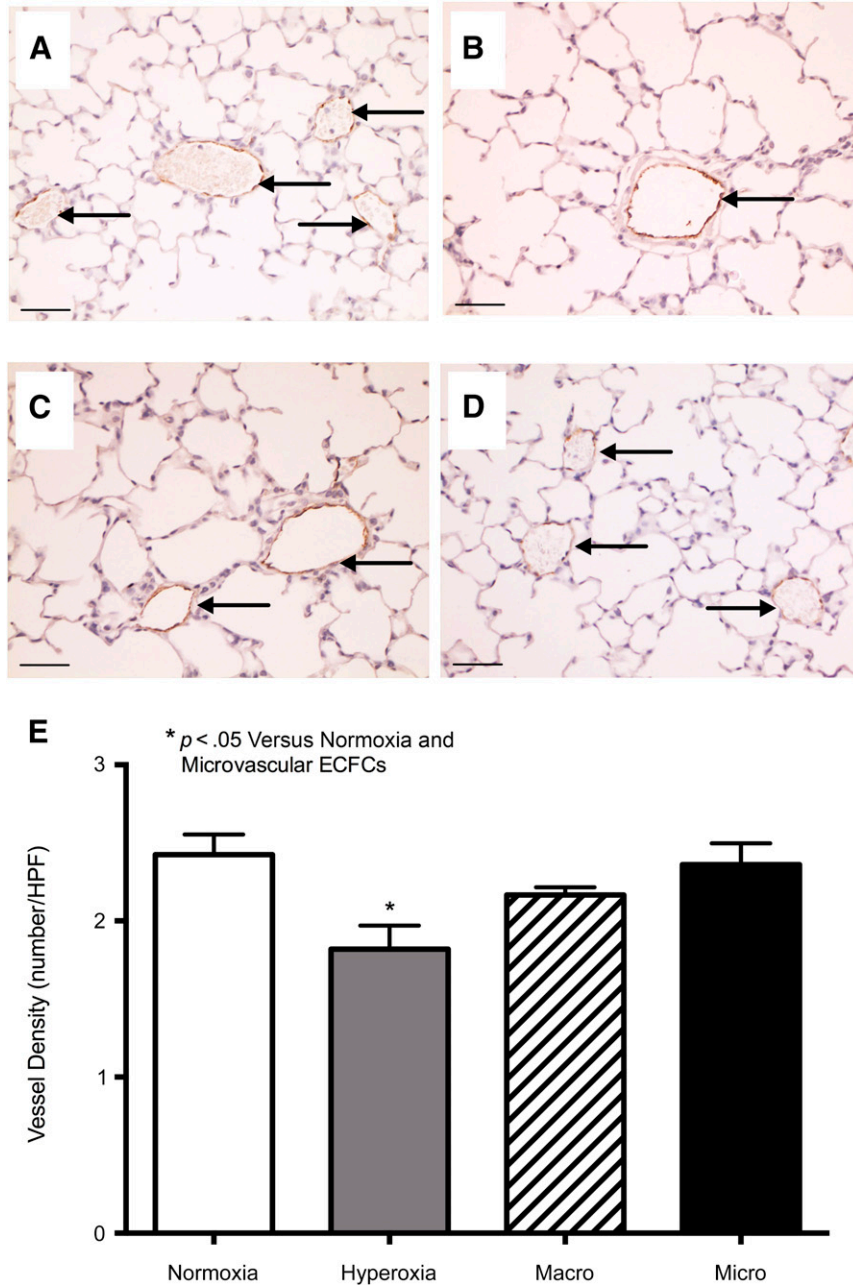 A
B
C
D
E
* p < .05 Versus Normoxia and
Microvascular ECFCs
Vessel Density (number/HPF)
3
2
1
0
*
Normoxia
Hyperoxia
Macro
Micro